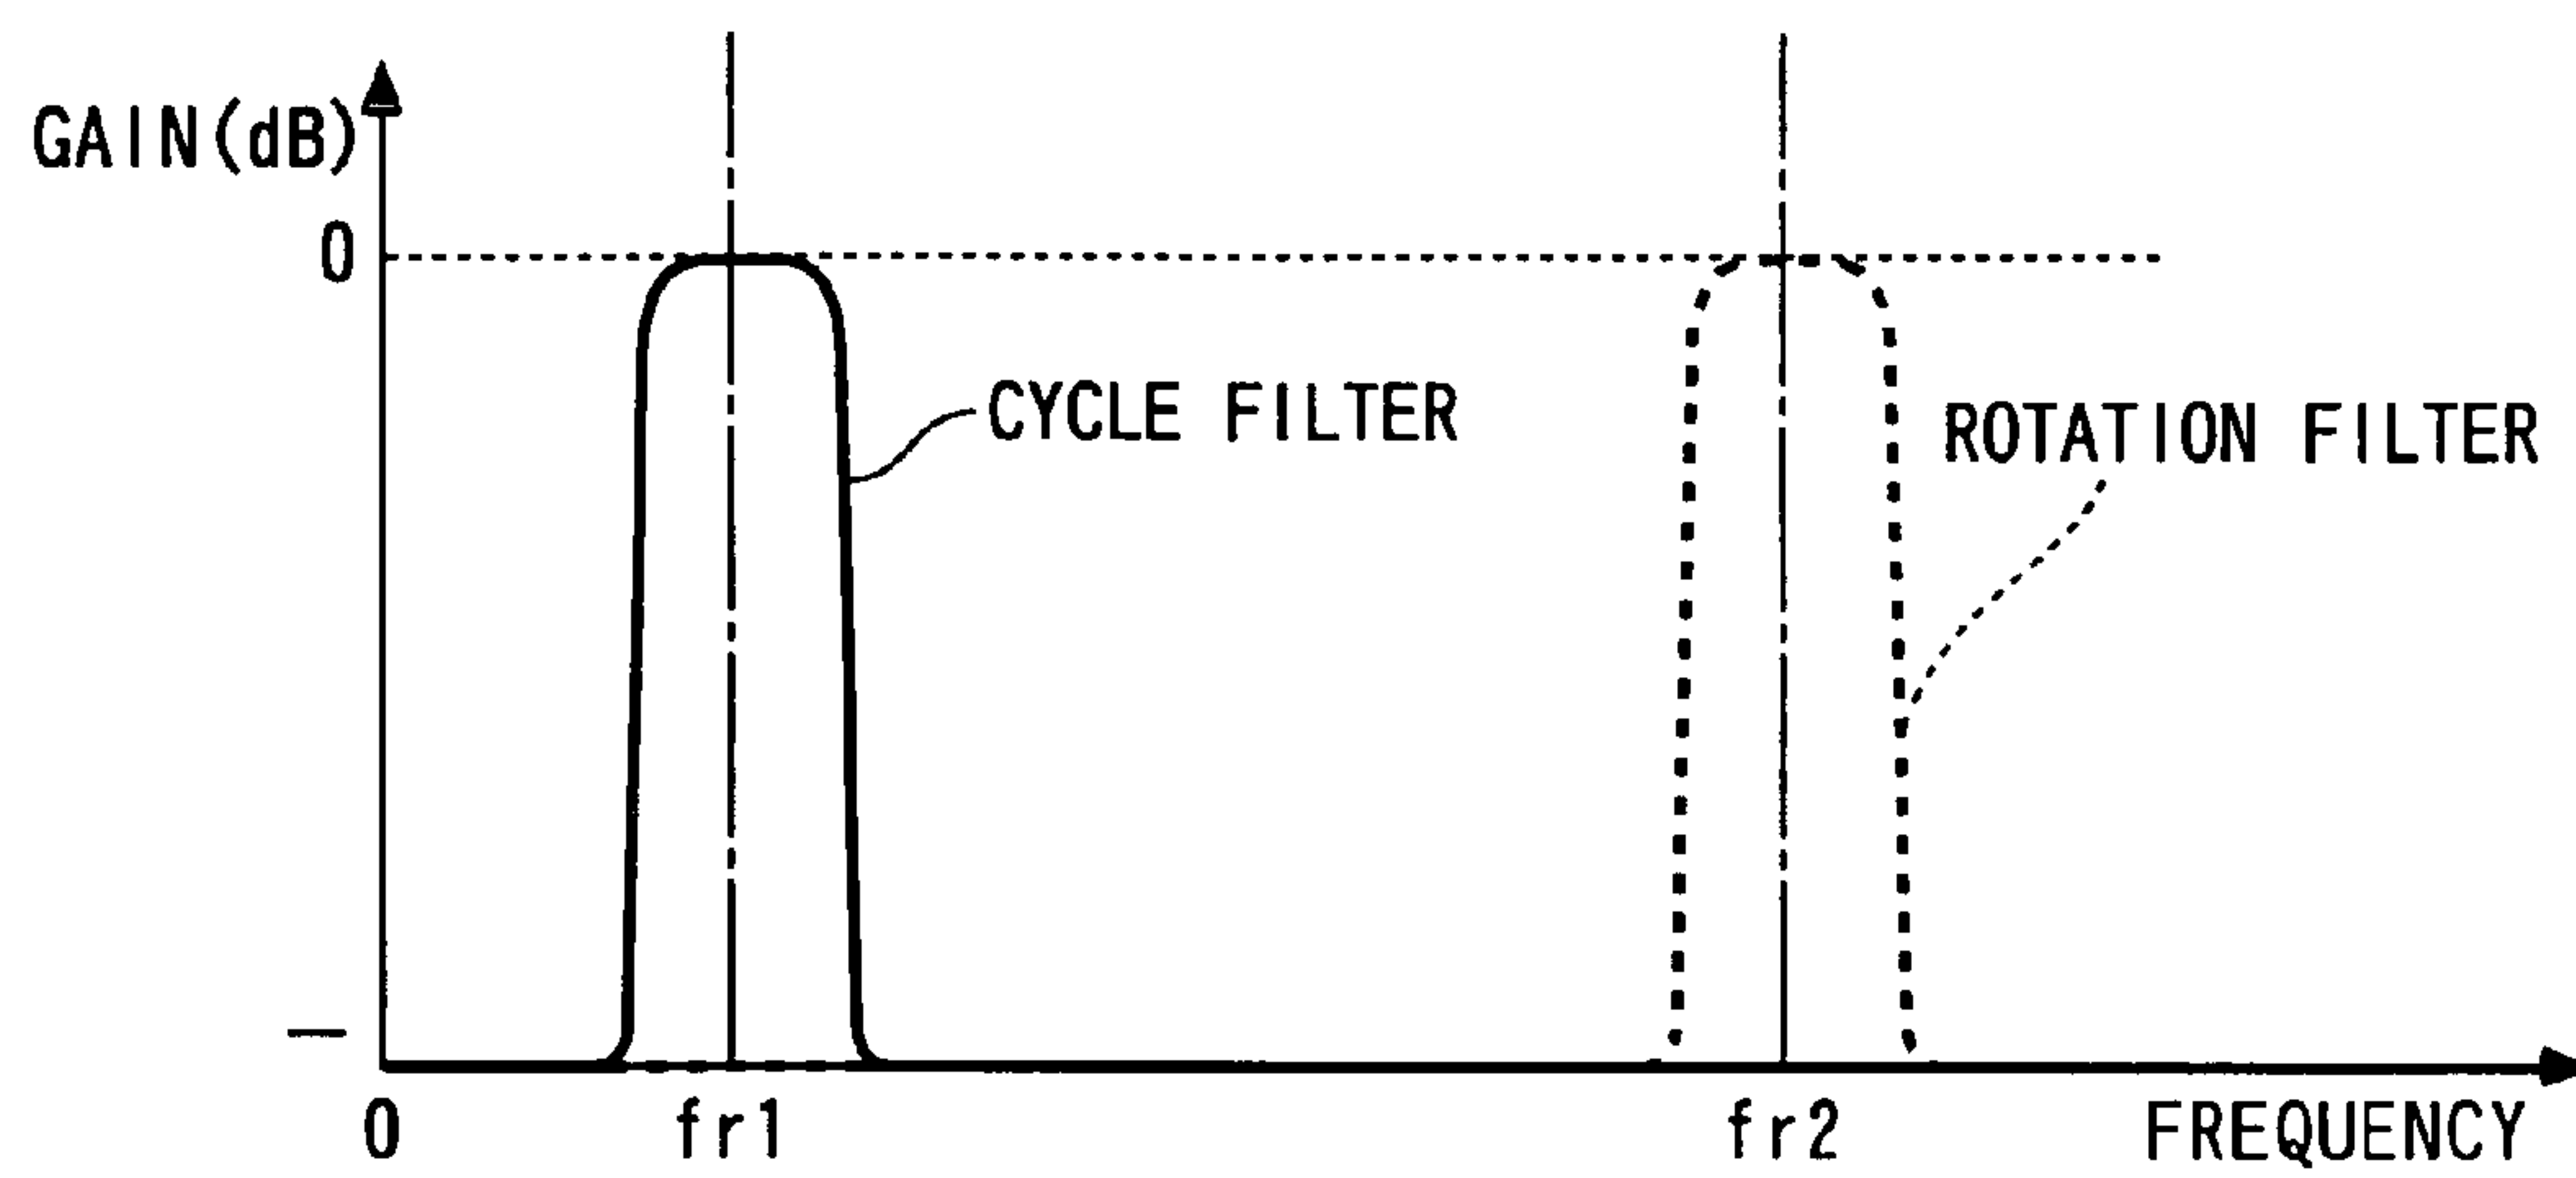 GAIN(dB)
0
CYCLE FILTER
ROTATION FILTER
—
0
fr1
fr2
FREQUENCY